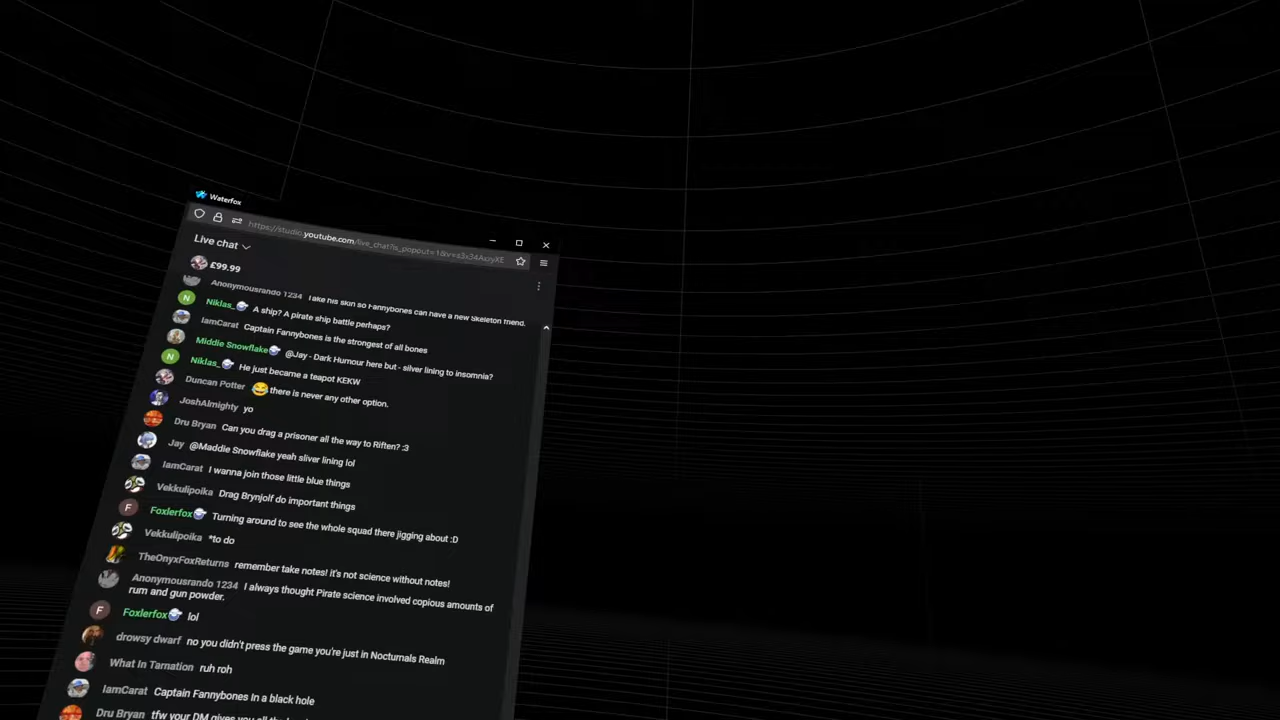 Waterfox
https://studio.youtube.com/live_chat?is_popout=1&v=s3x34AxzyXE
Live chat
£99.99
Anonymousrando 1234 Take his skin so Fannybones can have a new Skeleton friend.
N Niklas_ A ship? A pirate ship battle perhaps?
IamCarat Captain Fannybones is the strongest of all bones
Middie Snowflake @Jay - Dark Humour here but - silver lining to insomnia?
N Niklas_ He just became a teapot KEKW
Duncan Potter 😂 there is never any other option.
JoshAlmighty yo
Dru Bryan Can you drag a prisoner all the way to Riften? :3
Jay @Maddie Snowflake yeah sliver lining lol
IamCarat I wanna join those little blue things
Vekkulipoika Drag Brynjolf do important things
F Foxlerfox Turning around to see the whole squad there jigging about :D
Vekkulipoika *to do
TheOnyxFoxReturns remember take notes! it's not science without notes!
Anonymousrando 1234 I always thought Pirate science involved copious amounts of
rum and gun powder.
F Foxlerfox lol
drowsy dwarf no you didn't press the game you're just in Nocturnals Realm
What In Tarnation ruh roh
IamCarat Captain Fannybones In a black hole
Dru Bryan tfw your DM gives you all the